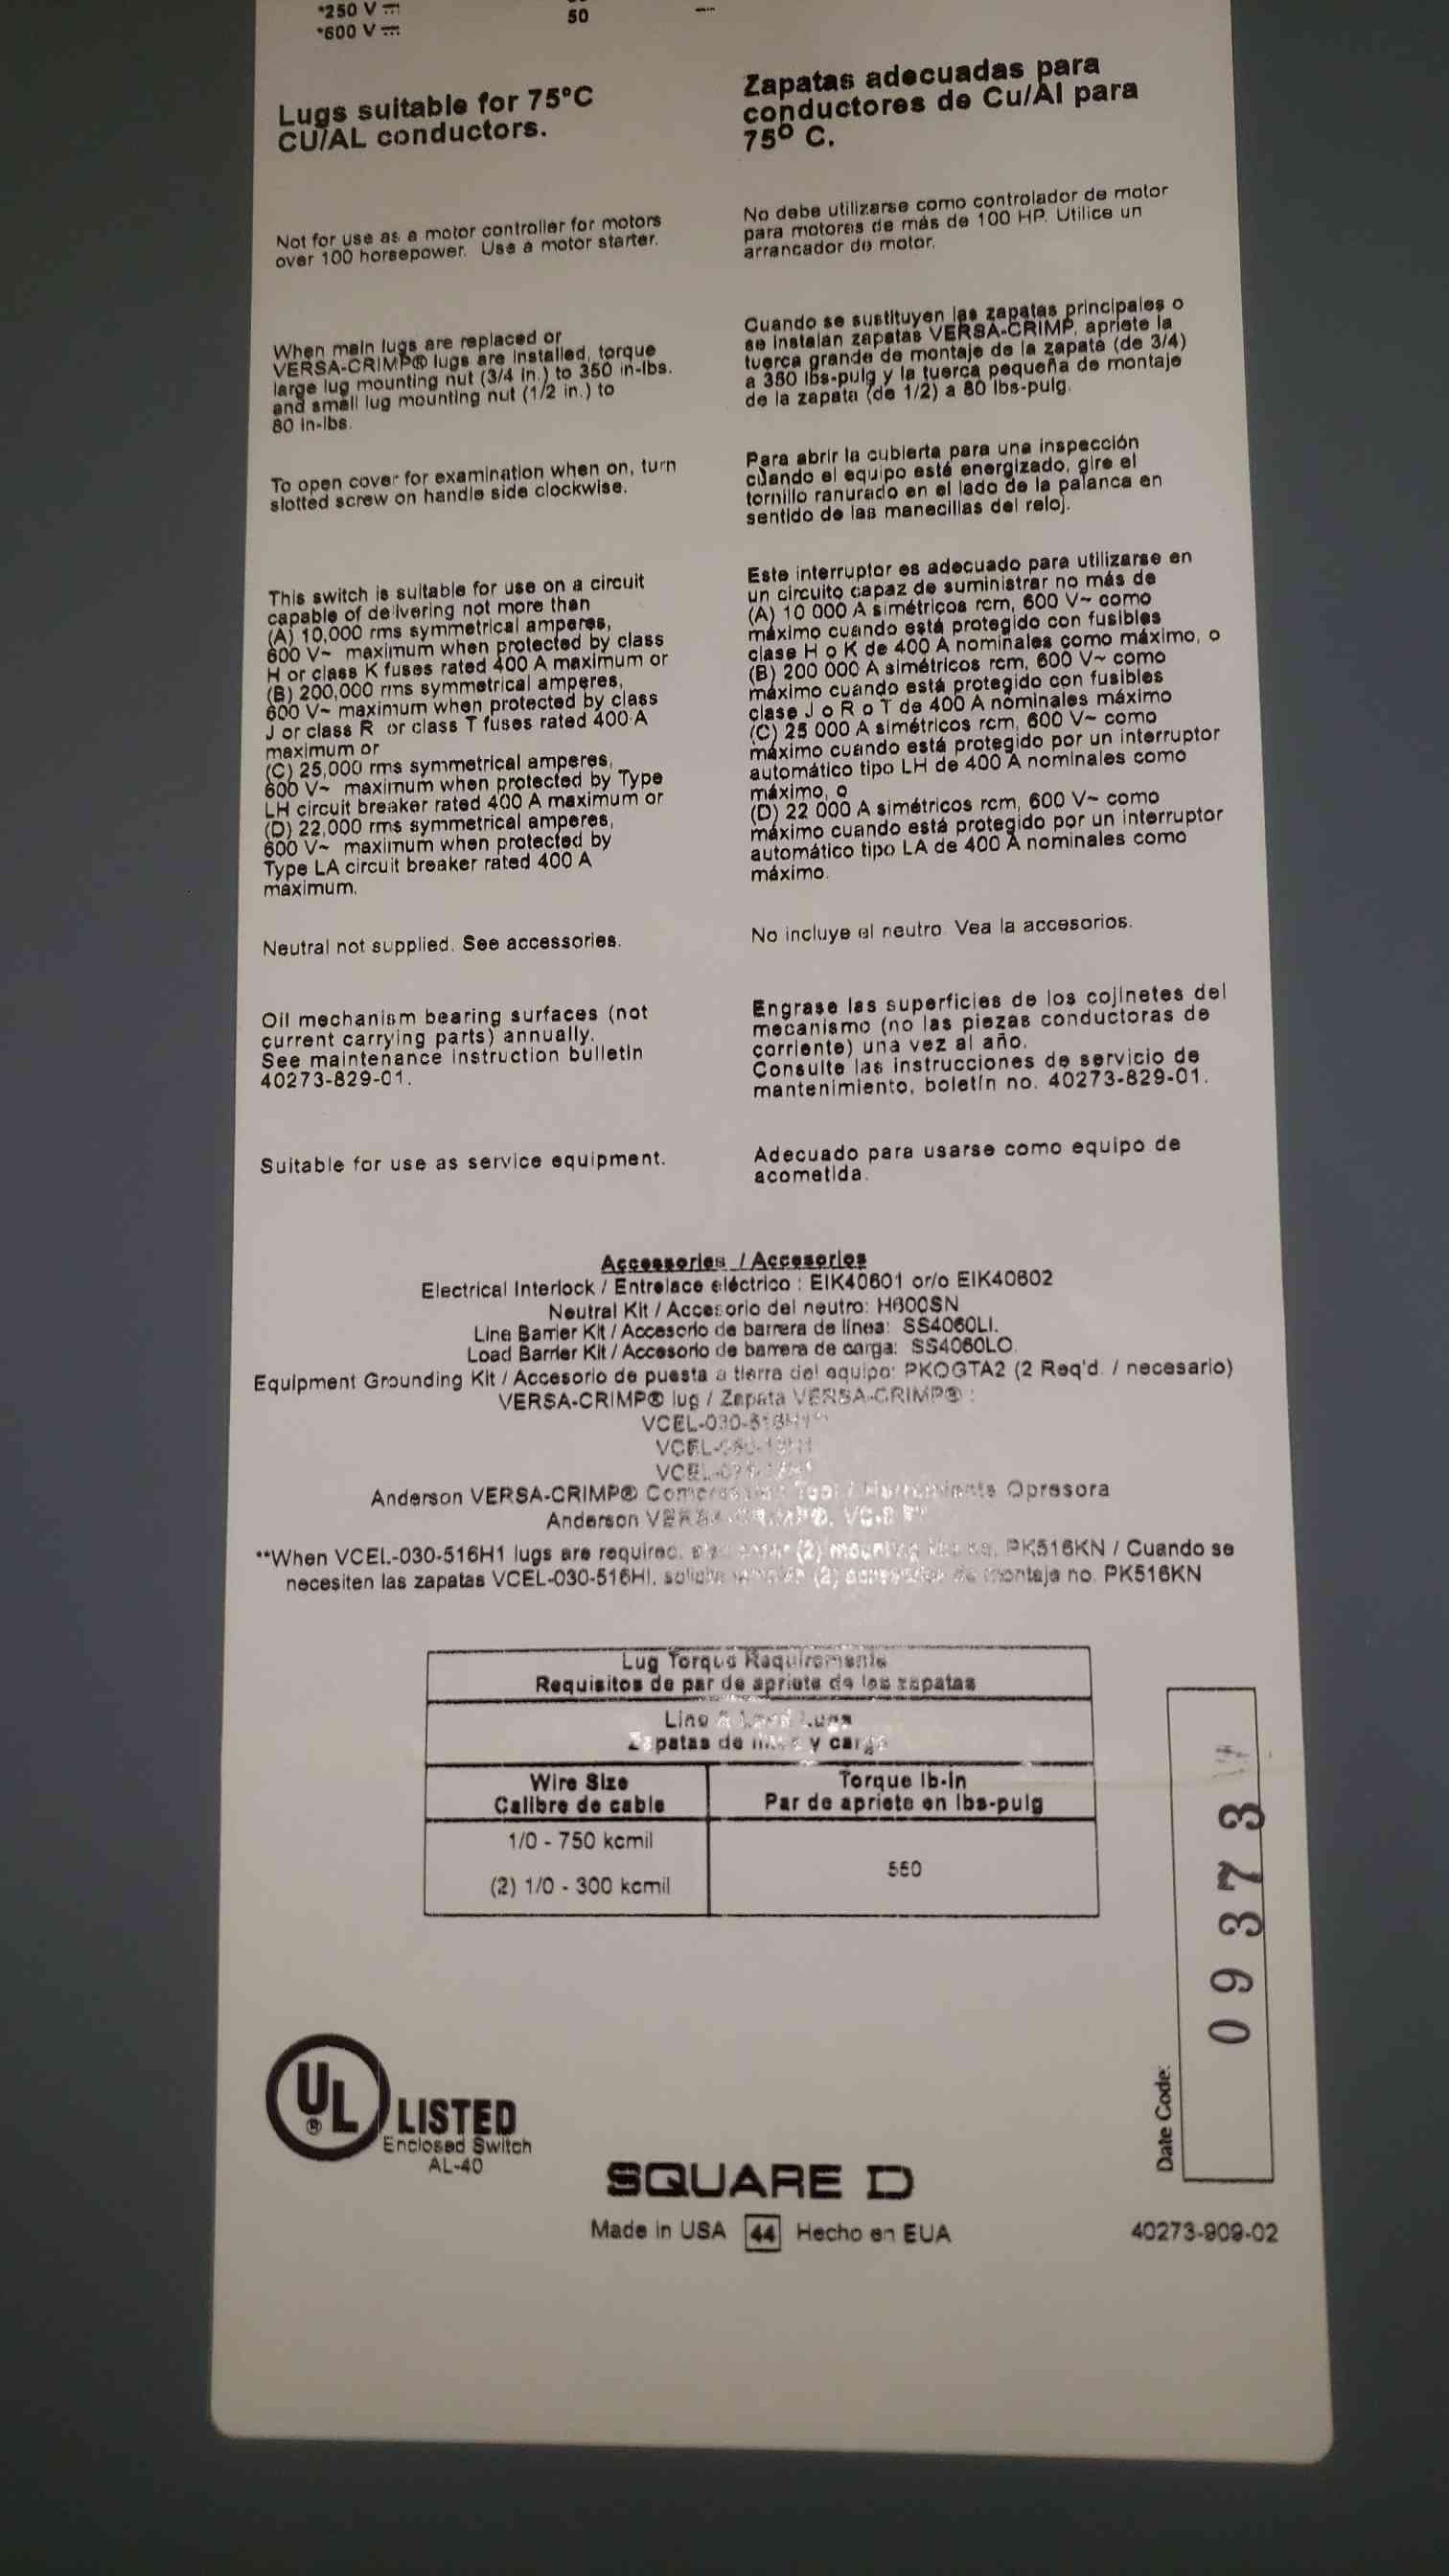 *250 V
*600 V
50
Lugs suitable for 75°C
CU/AL conductors.
Zapatas adecuadas para
conductores de Cu/Al para
75º C.
Not for use as a motor controller for motors
over 100 horsepower. Use a motor starter.
No debe utilizarse como controlador de motor
para motores de más de 100 HP. Utilice un
arrancador de motor.
When main lugs are replaced or
VERSA-CRIMP® lugs are installed, torque
large lug mounting nut (3/4 in.) to 350 in-lbs.
and small lug mounting nut (1/2 in.) to
80 in-lbs.
Cuando se sustituyen las zapatas principales o
se instalan zapatas VERSA-CRIMP, apriete la
tuerca grande de montaje de la zapata (de 3/4)
a 350 lbs-pulg y la tuerca pequeña de montaje
de la zapata (de 1/2) a 80 lbs-pulg.
To open cover for examination when on, turn
slotted screw on handle side clockwise.
Para abrir la cubierta para una inspección
cuando el equipo está energizado, gire el
tornillo ranurado en el lado de la palanca en
sentido de las manecillas del reloj.
This switch is suitable for use on a circuit
capable of delivering not more than
(A) 10,000 rms symmetrical amperes,
600 V~ maximum when protected by class
H or class K fuses rated 400 A maximum or
(B) 200,000 rms symmetrical amperes,
600 V~ maximum when protected by class
J or class R or class T fuses rated 400 A
maximum or
(C) 25,000 rms symmetrical amperes,
600 V~ maximum when protected by Type
LH circuit breaker rated 400 A maximum or
(D) 22,000 rms symmetrical amperes,
600 V~ maximum when protected by
Type LA circuit breaker rated 400 A
maximum.
Este interruptor es adecuado para utilizarse en
un circuito capaz de suministrar no más de
(A) 10 000 A simétricos rcm, 600 V~ como
máximo cuando está protegido con fusibles
clase H o K de 400 A nominales como máximo, o
(B) 200 000 A simétricos rcm, 600 V~ como
máximo cuando está protegido con fusibles
clase J o R o T de 400 A nominales máximo
(C) 25 000 A simétricos rcm, 600 V~ como
máximo cuando está protegido por un interruptor
automático tipo LH de 400 A nominales como
máximo, o
(D) 22 000 A simétricos rcm, 600 V~ como
máximo cuando está protegido por un interruptor
automático tipo LA de 400 A nominales como
máximo.
Neutral not supplied. See accessories.
No incluye el neutro. Vea la accesorios.
Oil mechanism bearing surfaces (not
current carrying parts) annually.
See maintenance instruction bulletin
40273-829-01.
Engrase las superficies de los cojinetes del
mecanismo (no las piezas conductoras de
corriente) una vez al año.
Consulte las instrucciones de servicio de
mantenimiento, boletín no. 40273-829-01.
Suitable for use as service equipment.
Adecuado para usarse como equipo de
acometida.
Accessories / Accesorios
Electrical Interlock / Entrelace eléctrico : EIK40601 or/o EIK40602
Neutral Kit / Accesorio del neutro: H600SN
Line Barrier Kit / Accesorio de barrera de línea: SS4060LI.
Load Barrier Kit / Accesorio de barrera de carga: SS4060LO.
Equipment Grounding Kit / Accesorio de puesta a tierra del equipo: PKOGTA2 (2 Req'd. / necesario)
VERSA-CRIMP® lug / Zapata VERSA-CRIMP® :
VCEL-030-516H1**
VCEL-
VCEL-
Anderson VERSA-CRIMP® Tool / Opresora
Anderson VERSA-CRIMP®, VC-8
**When VCEL-030-516H1 lugs are required, (2) mounting PK516KN / Cuando se
necesiten las zapatas VCEL-030-516HI, (2) de montaje no. PK516KN
Lug Torque Requirements
Requisitos de par de apriete de las zapatas
Line & Load Lugs
Zapatas de línea y carga
Wire Size
Calibre de cable
Torque lb-in
Par de apriete en lbs-pulg
1/0 - 750 kcmil
(2) 1/0 - 300 kcmil
550
Date Code:
09373
UL
®
LISTED
Enclosed Switch
AL-40
SQUARE D
Made in USA 44 Hecho en EUA
40273-909-02